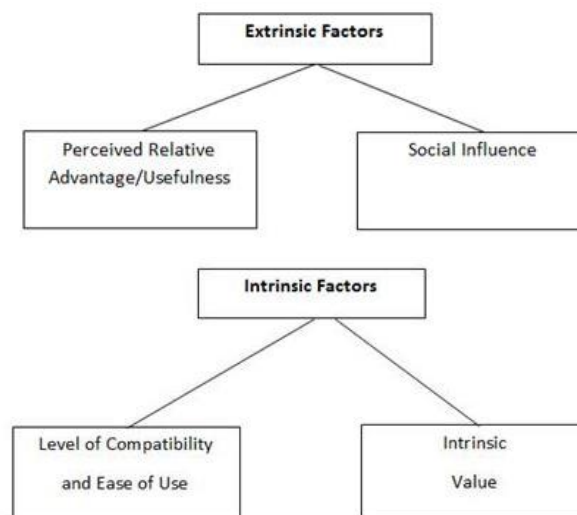 Extrinsic Factors
Perceived Relative
Advantage/Usefulness
Social Influence
Intrinsic Factors
Level of Compatibility
and Ease of Use
Intrinsic
Value